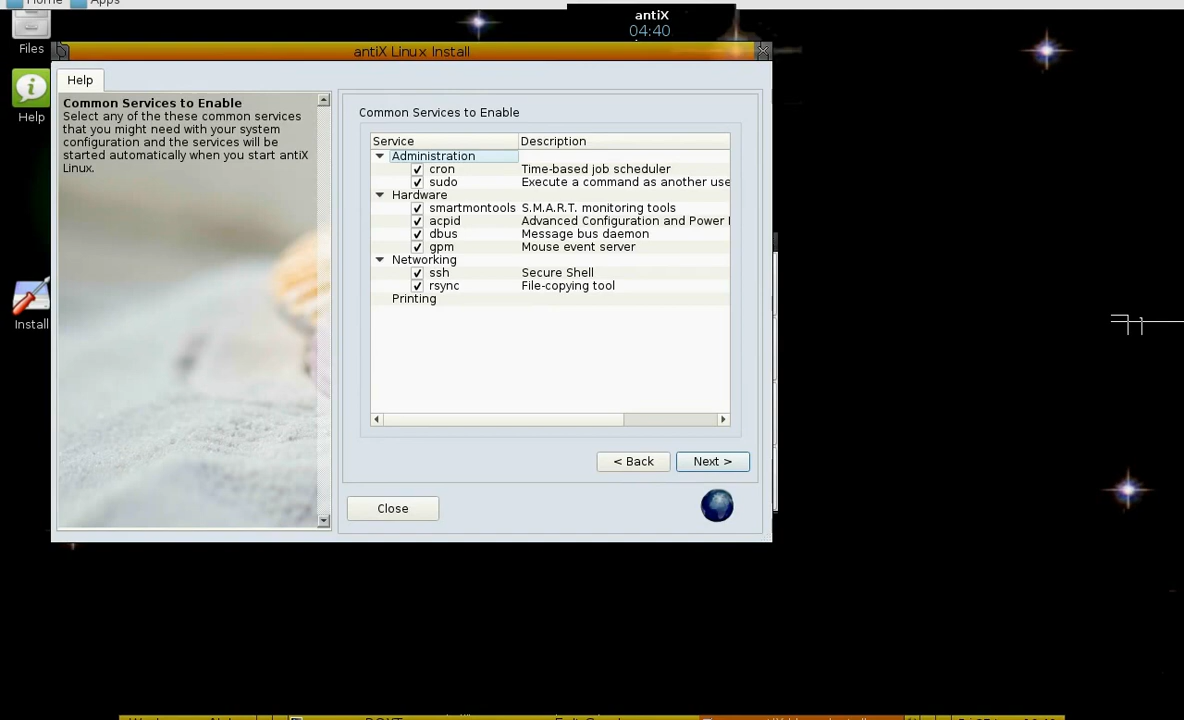 Home Apps
antiX
04:40
Files
antiX Linux Install
Help
Help
Common Services to Enable
Select any of the these common services
that you might need with your system
configuration and the services will be
started automatically when you start antiX
Linux.
Install
Common Services to Enable
Service Description
Administration
cron Time-based job scheduler
sudo Execute a command as another use
Hardware
smartmontools S.M.A.R.T. monitoring tools
acpid Advanced Configuration and Power
dbus Message bus daemon
gpm Mouse event server
Networking
ssh Secure Shell
rsync File-copying tool
Printing
< Back Next >
Close